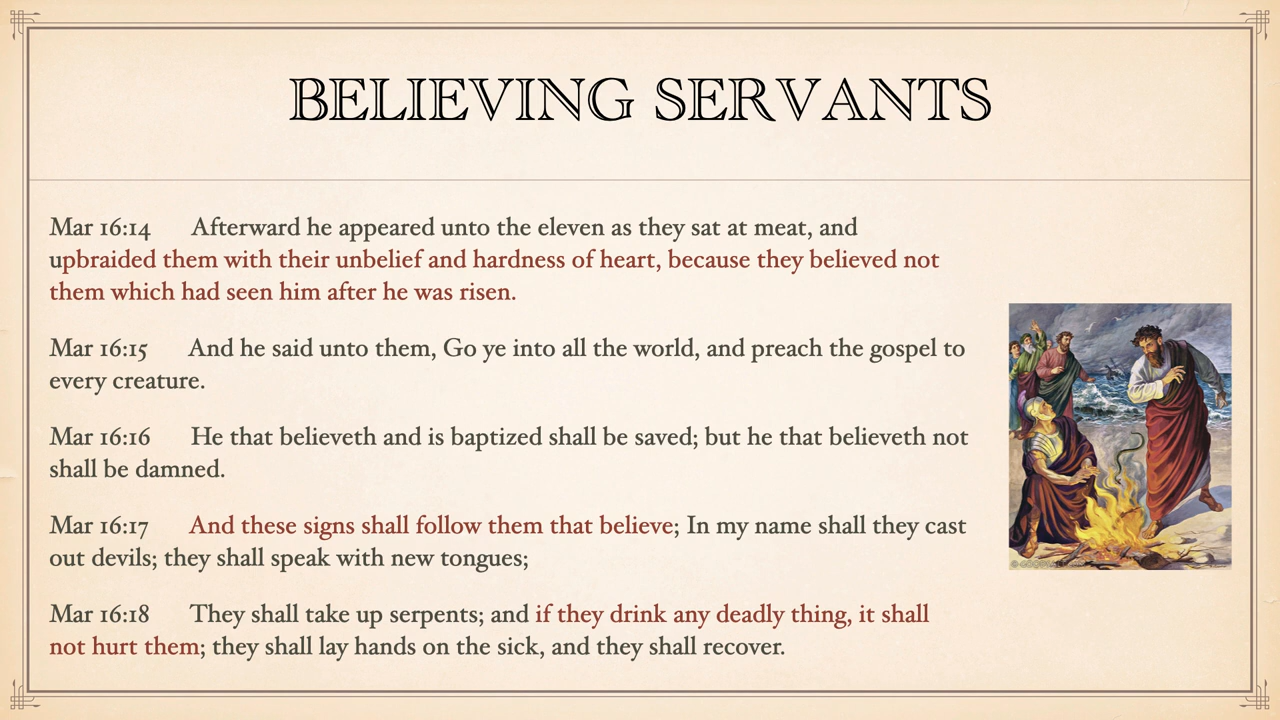 BELIEVING SERVANTS
Mar 16:14 Afterward he appeared unto the eleven as they sat at meat, and
upbraided them with their unbelief and hardness of heart, because they believed not
them which had seen him after he was risen.
Mar 16:15 And he said unto them, Go ye into all the world, and preach the gospel to
every creature.
Mar 16:16 He that believeth and is baptized shall be saved; but he that believeth not
shall be damned.
Mar 16:17 And these signs shall follow them that believe; In my name shall they cast
out devils; they shall speak with new tongues;
Mar 16:18 They shall take up serpents; and if they drink any deadly thing, it shall
not hurt them; they shall lay hands on the sick, and they shall recover.